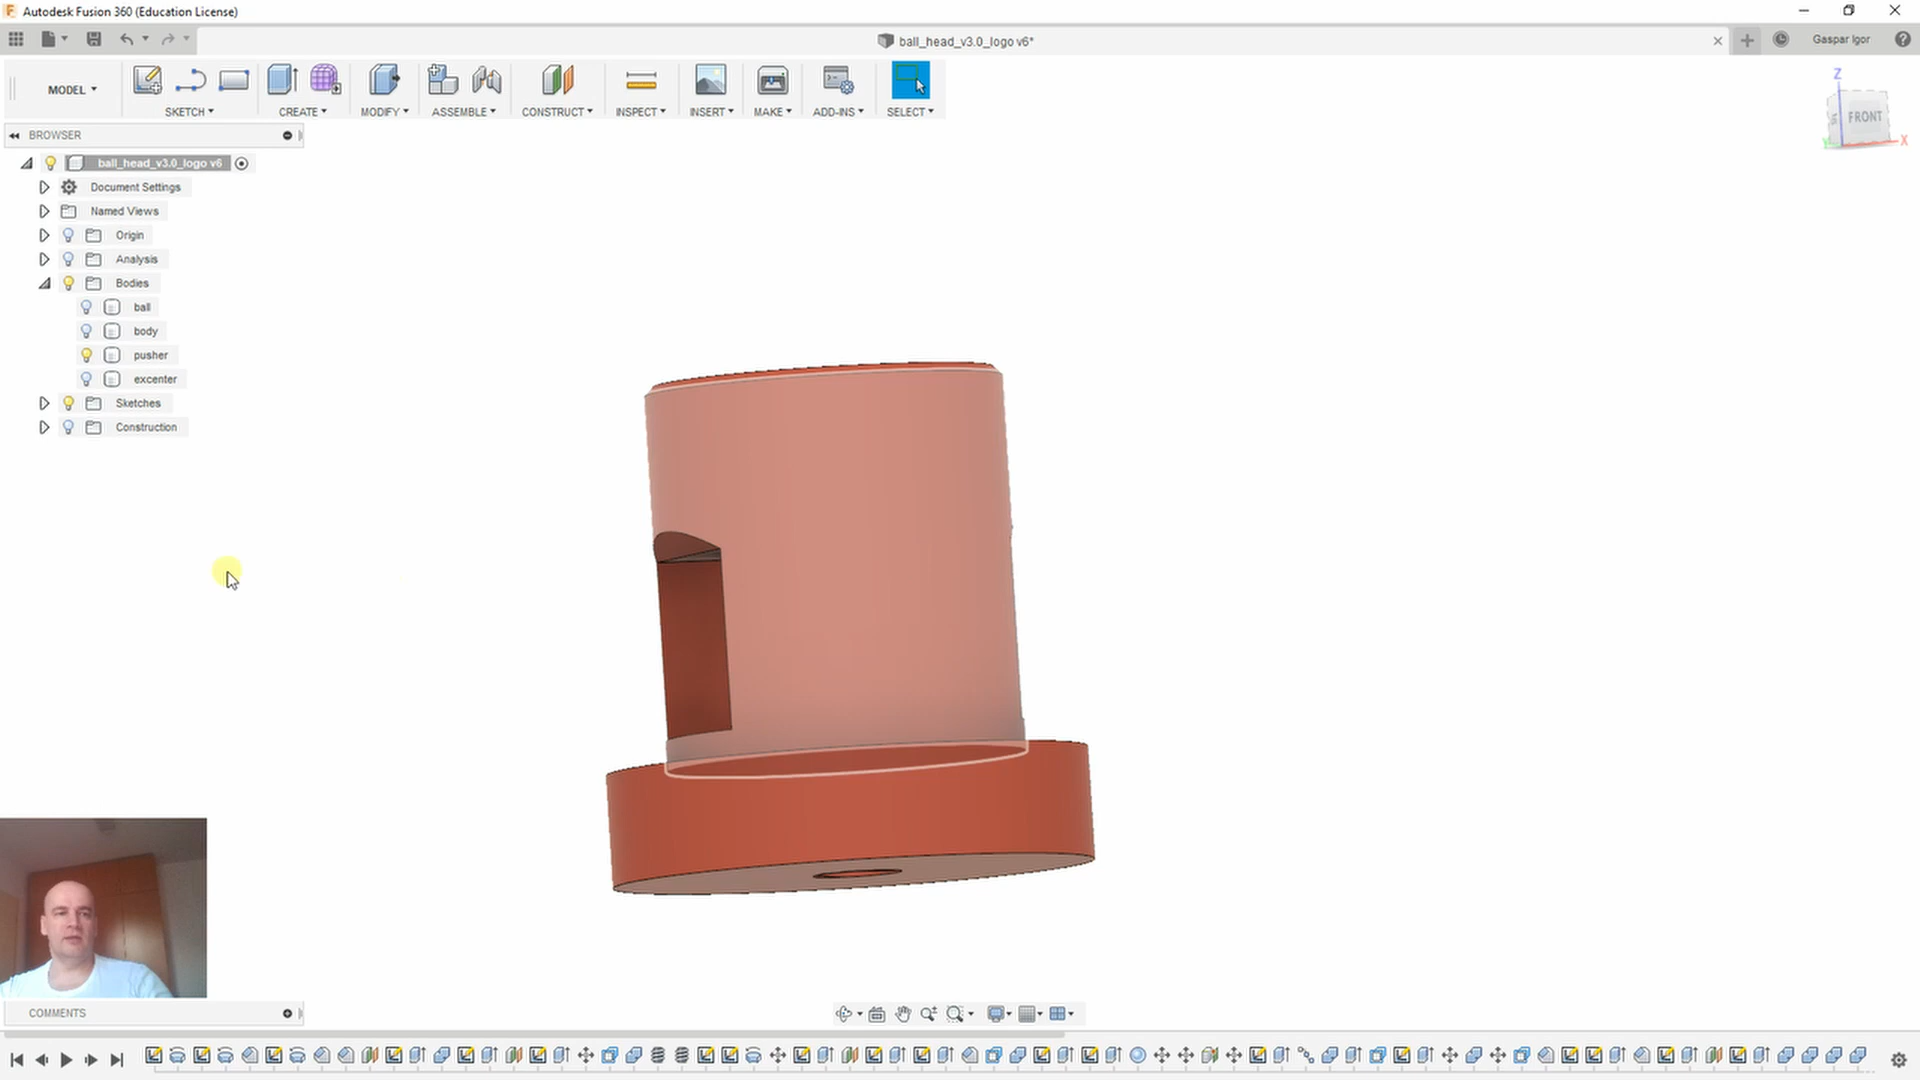 Autodesk Fusion 360 (Education License)
ball_head_v3.0_logo v6*
Gaspar Igor
MODEL
SKETCH
CREATE
MODIFY
ASSEMBLE
CONSTRUCT
INSPECT
INSERT
MAKE
ADD-INS
SELECT
BROWSER
ball_head_v3.0_logo v6
Document Settings
Named Views
Origin
Analysis
Bodies
ball
body
pusher
excenter
Sketches
Construction
Z
FRONT
X
COMMENTS